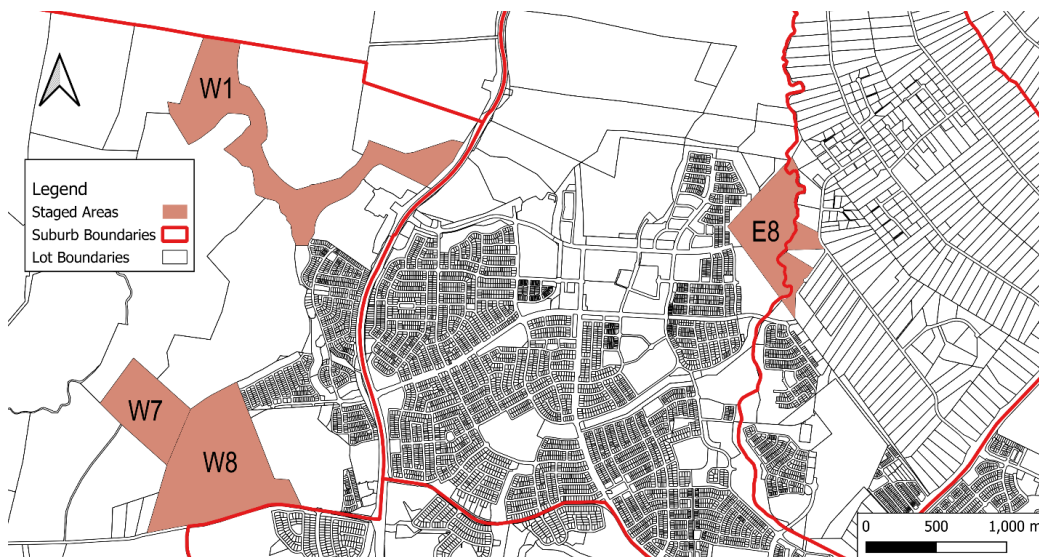 W1
Legend
Staged Areas
Suburb Boundaries
Lot Boundaries
E8
W7
W8
0 500 1,000 m